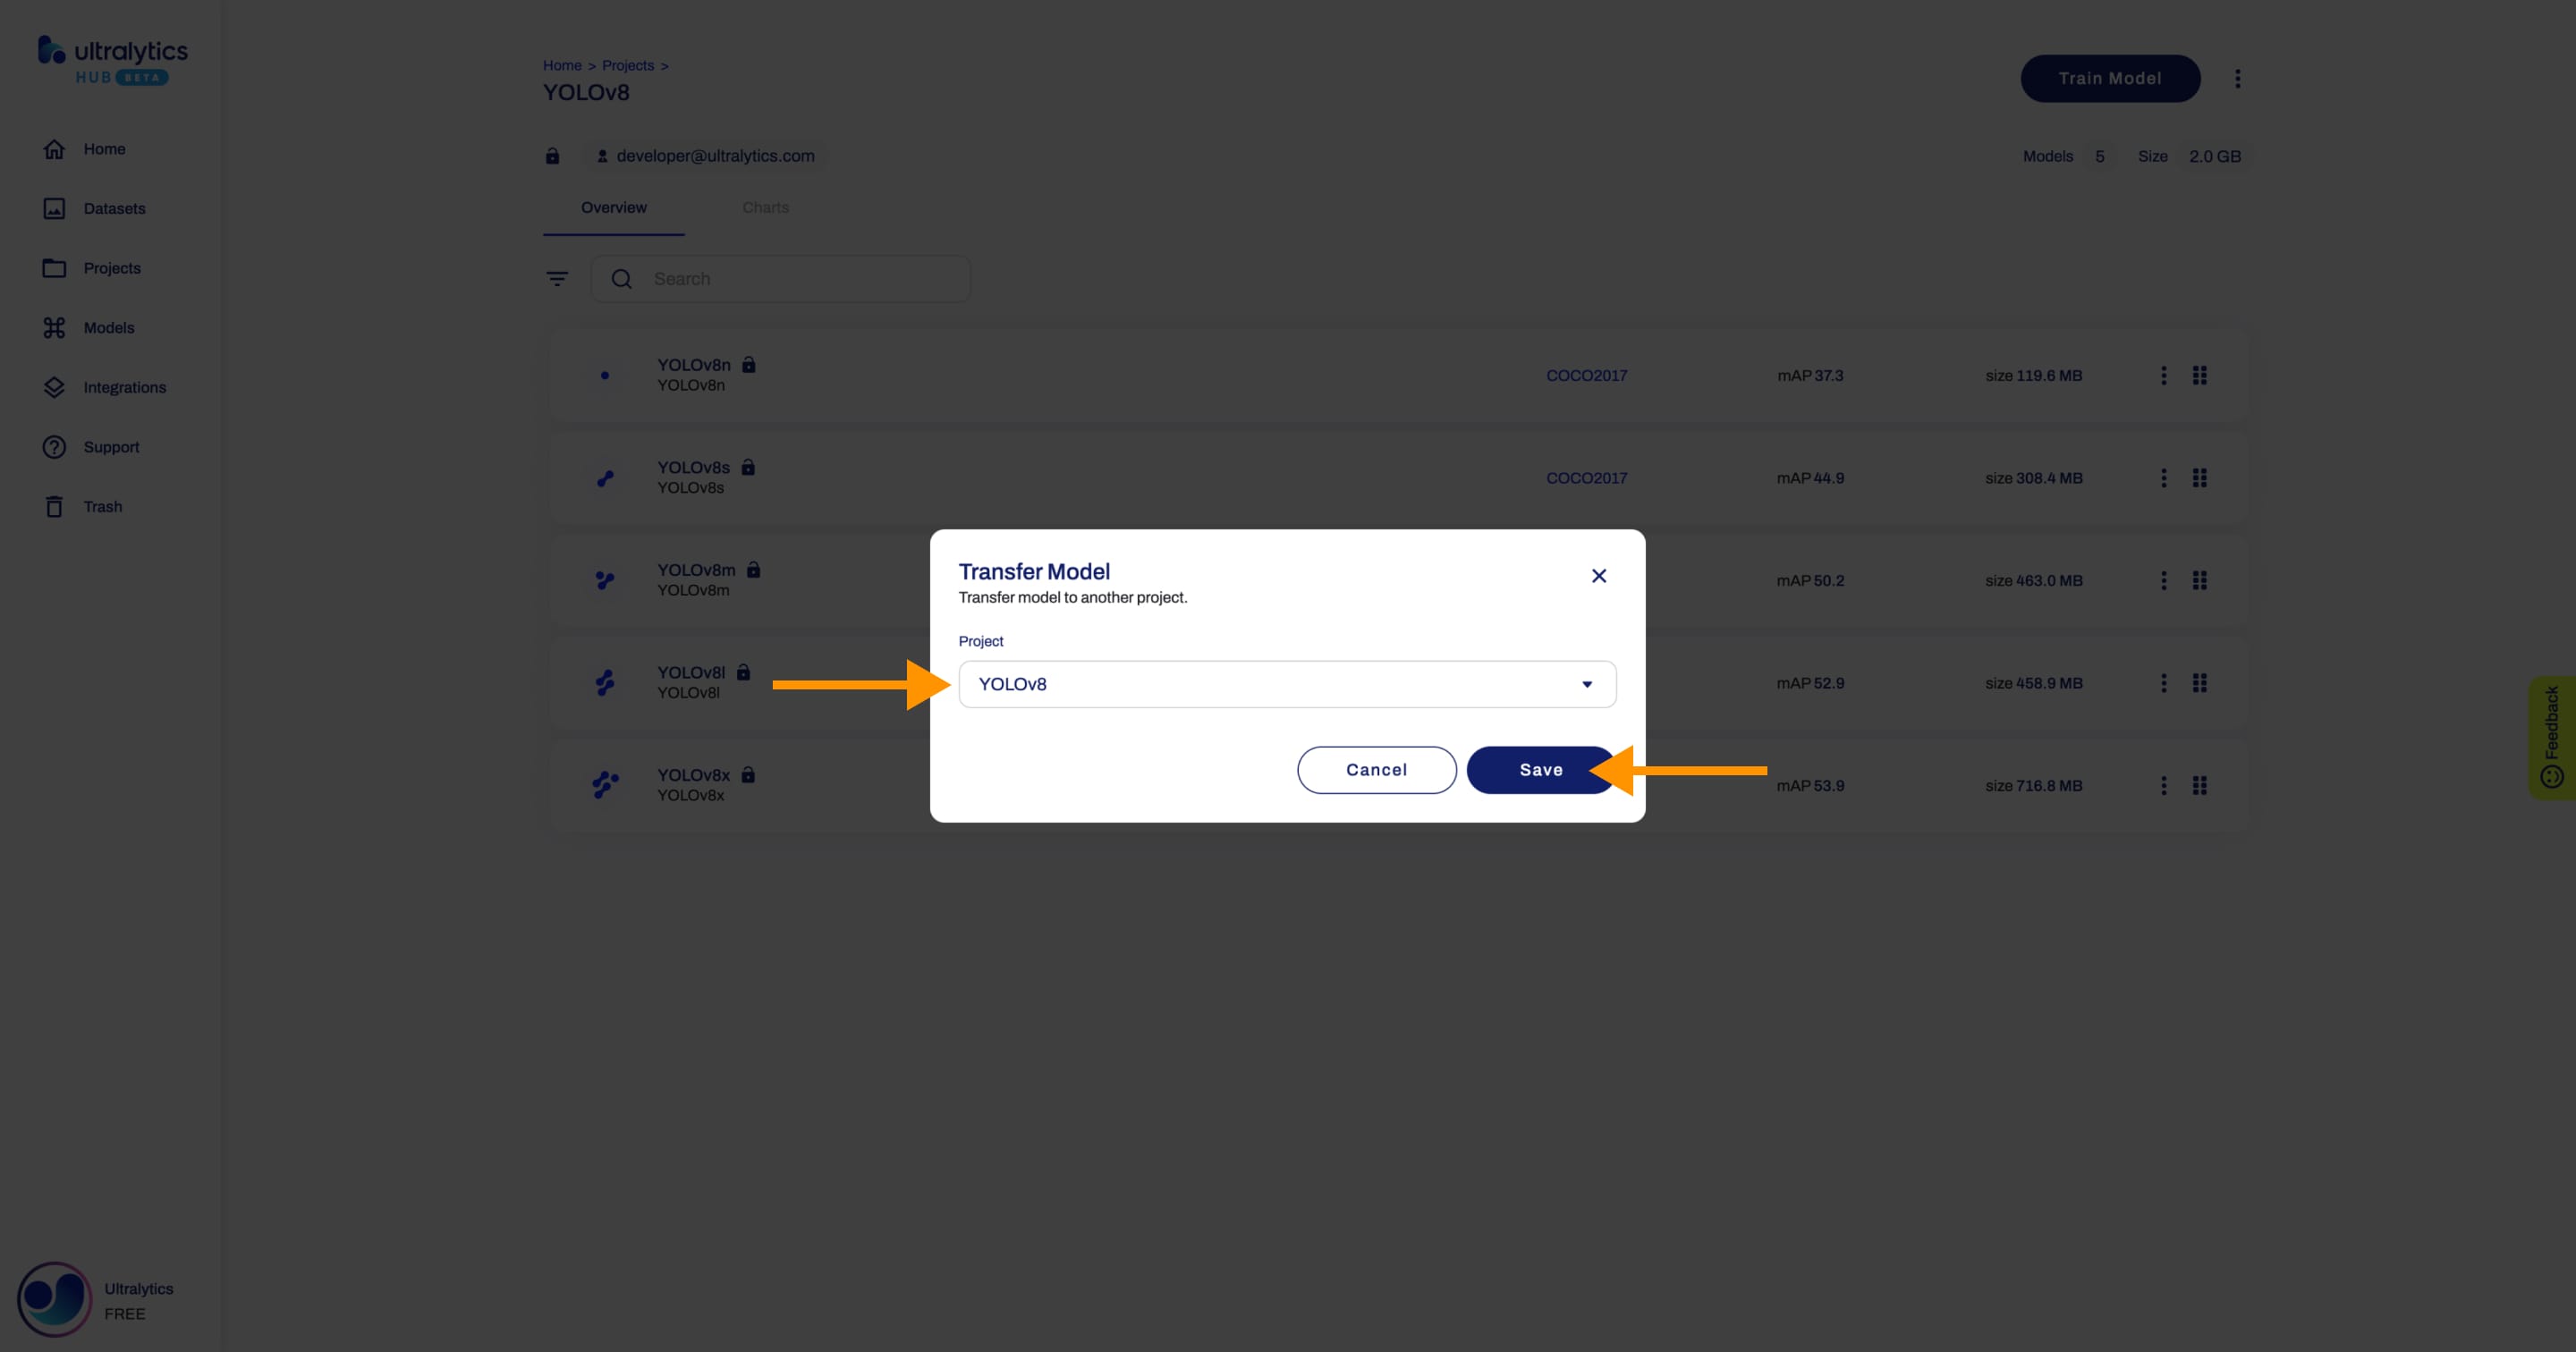 ultralytics
HUB BETA
Home
Datasets
Projects
Models
Integrations
Support
Trash
Ultralytics
FREE
Home > Projects >
YOLOv8
Train Model
developer@ultralytics.com
Models 5 Size 2.0 GB
Overview Charts
Search
YOLOv8n
YOLOv8n
COCO2017 mAP 37.3 size 119.6 MB
YOLOv8s
YOLOv8s
COCO2017 mAP 44.9 size 308.4 MB
YOLOv8m
YOLOv8m
mAP 50.2 size 463.0 MB
YOLOv8l
YOLOv8l
mAP 52.9 size 458.9 MB
YOLOv8x
YOLOv8x
mAP 53.9 size 716.8 MB
Transfer Model
Transfer model to another project.
Project
YOLOv8
Cancel Save
Feedback